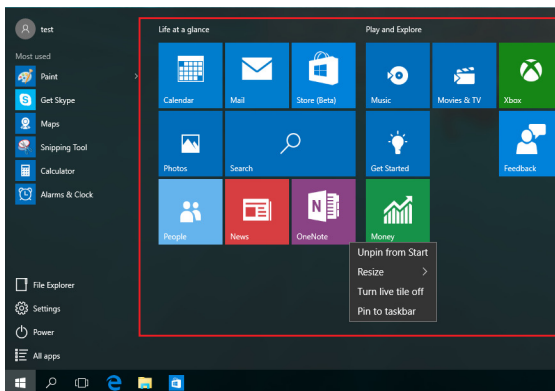 test
Most used
Paint
Get Skype
Maps
Snipping Tool
Calculator
Alarms & Clock
File Explorer
Settings
Power
All apps
Life at a glance
Calendar
Mail
Store (Beta)
Photos
Search
People
News
OneNote
Play and Explore
Music
Movies & TV
Xbox
Get Started
Feedback
Money
Unpin from Start
Resize
Turn live tile off
Pin to taskbar